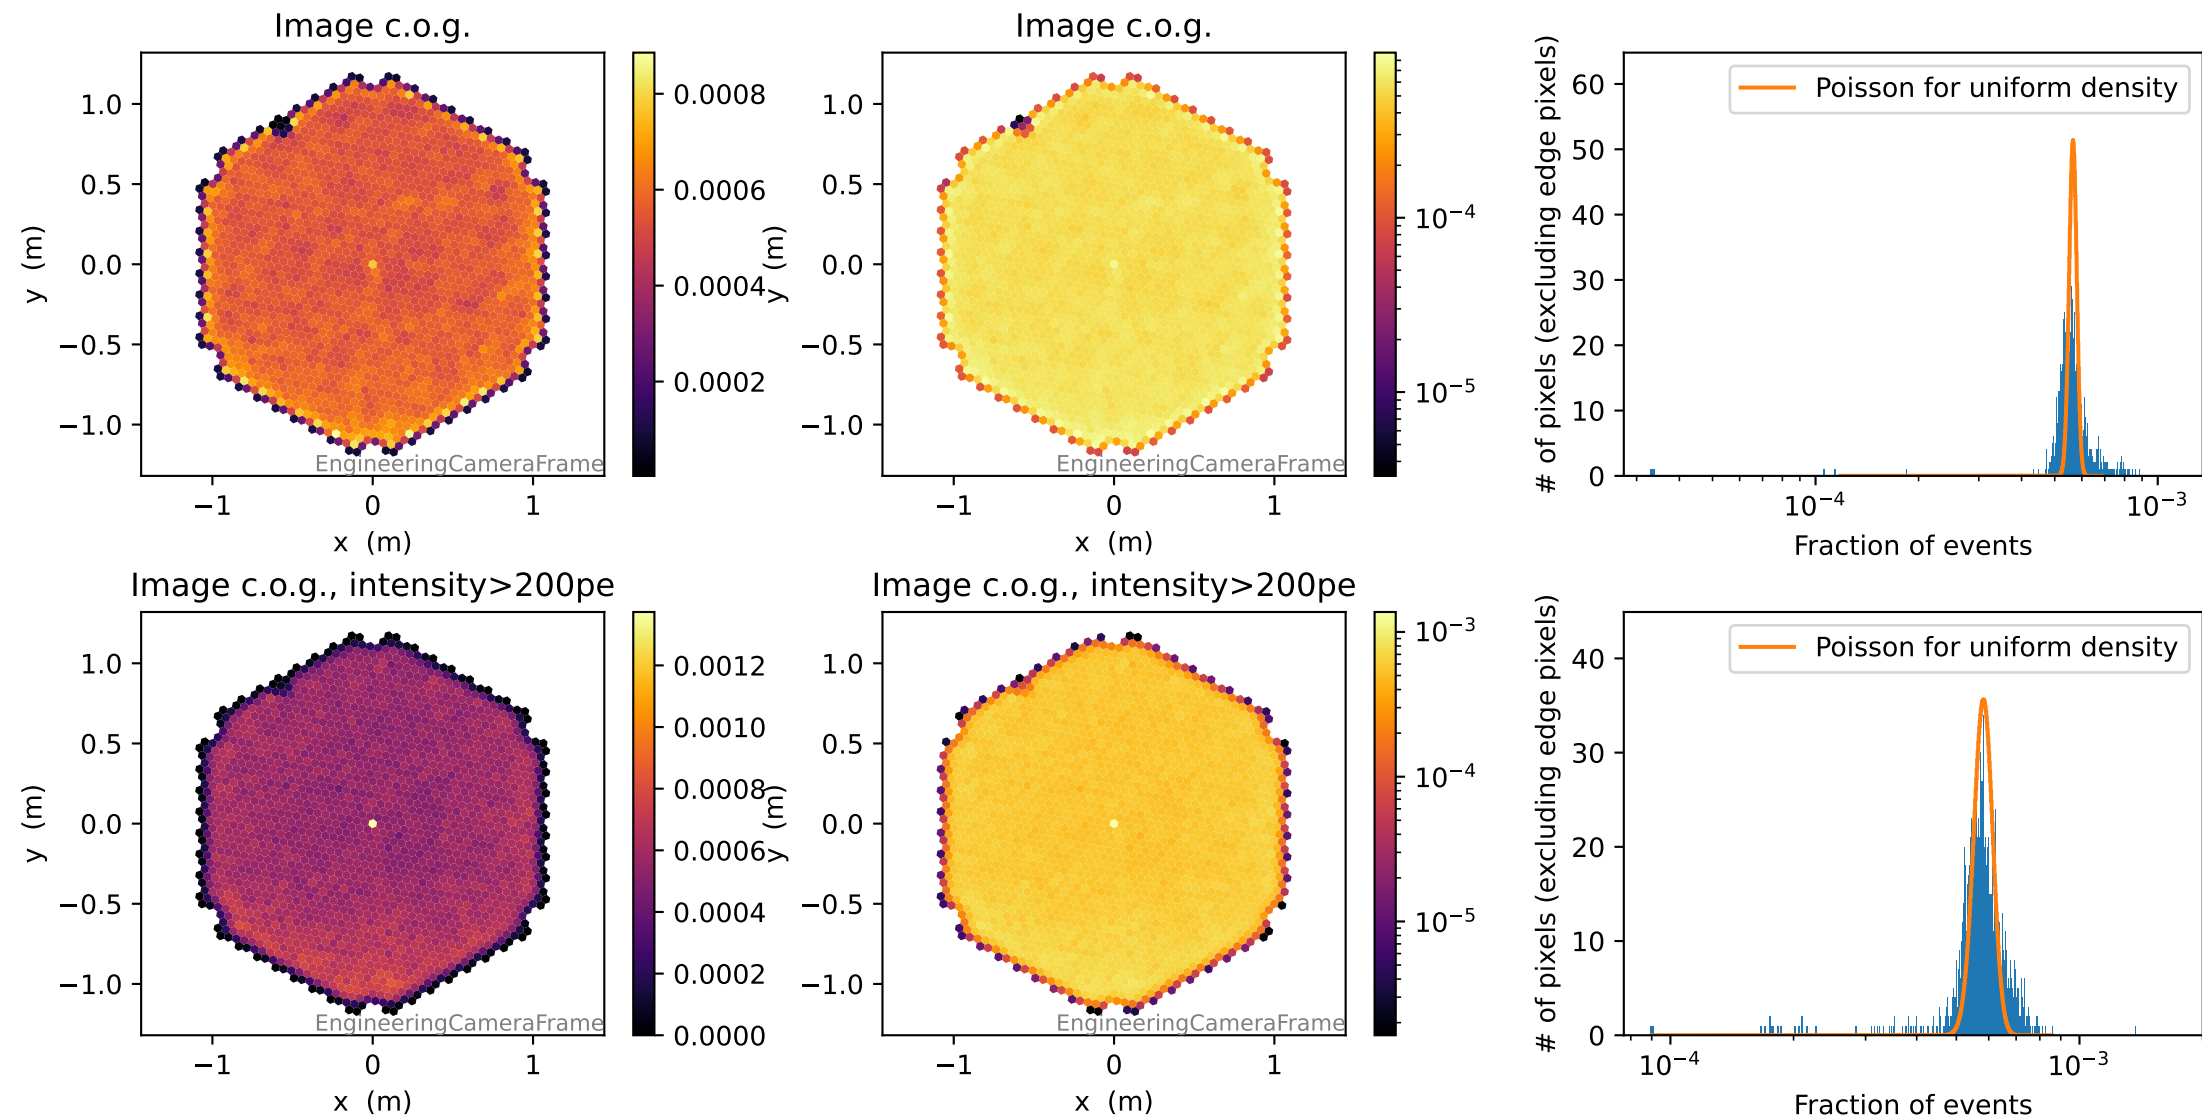 Image c.o.g.
1.0
0.5
0.0
−0.5
−1.0
y (m)
−1 0 1
x (m)
EngineeringCameraFrame
0.0008
0.0006
0.0004
0.0002
Image c.o.g.
1.0
0.5
0.0
−0.5
−1.0
y (m)
−1 0 1
x (m)
EngineeringCameraFrame
10⁻⁴
10⁻⁵
# of pixels (excluding edge pixels)
60
50
40
30
20
10
0
Poisson for uniform density
10⁻⁴ 10⁻³
Fraction of events
Image c.o.g., intensity>200pe
1.0
0.5
0.0
−0.5
−1.0
y (m)
−1 0 1
x (m)
EngineeringCameraFrame
0.0012
0.0010
0.0008
0.0006
0.0004
0.0002
0.0000
Image c.o.g., intensity>200pe
1.0
0.5
0.0
−0.5
−1.0
y (m)
−1 0 1
x (m)
EngineeringCameraFrame
10⁻³
10⁻⁴
10⁻⁵
# of pixels (excluding edge pixels)
40
30
20
10
0
Poisson for uniform density
10⁻⁴ 10⁻³
Fraction of events